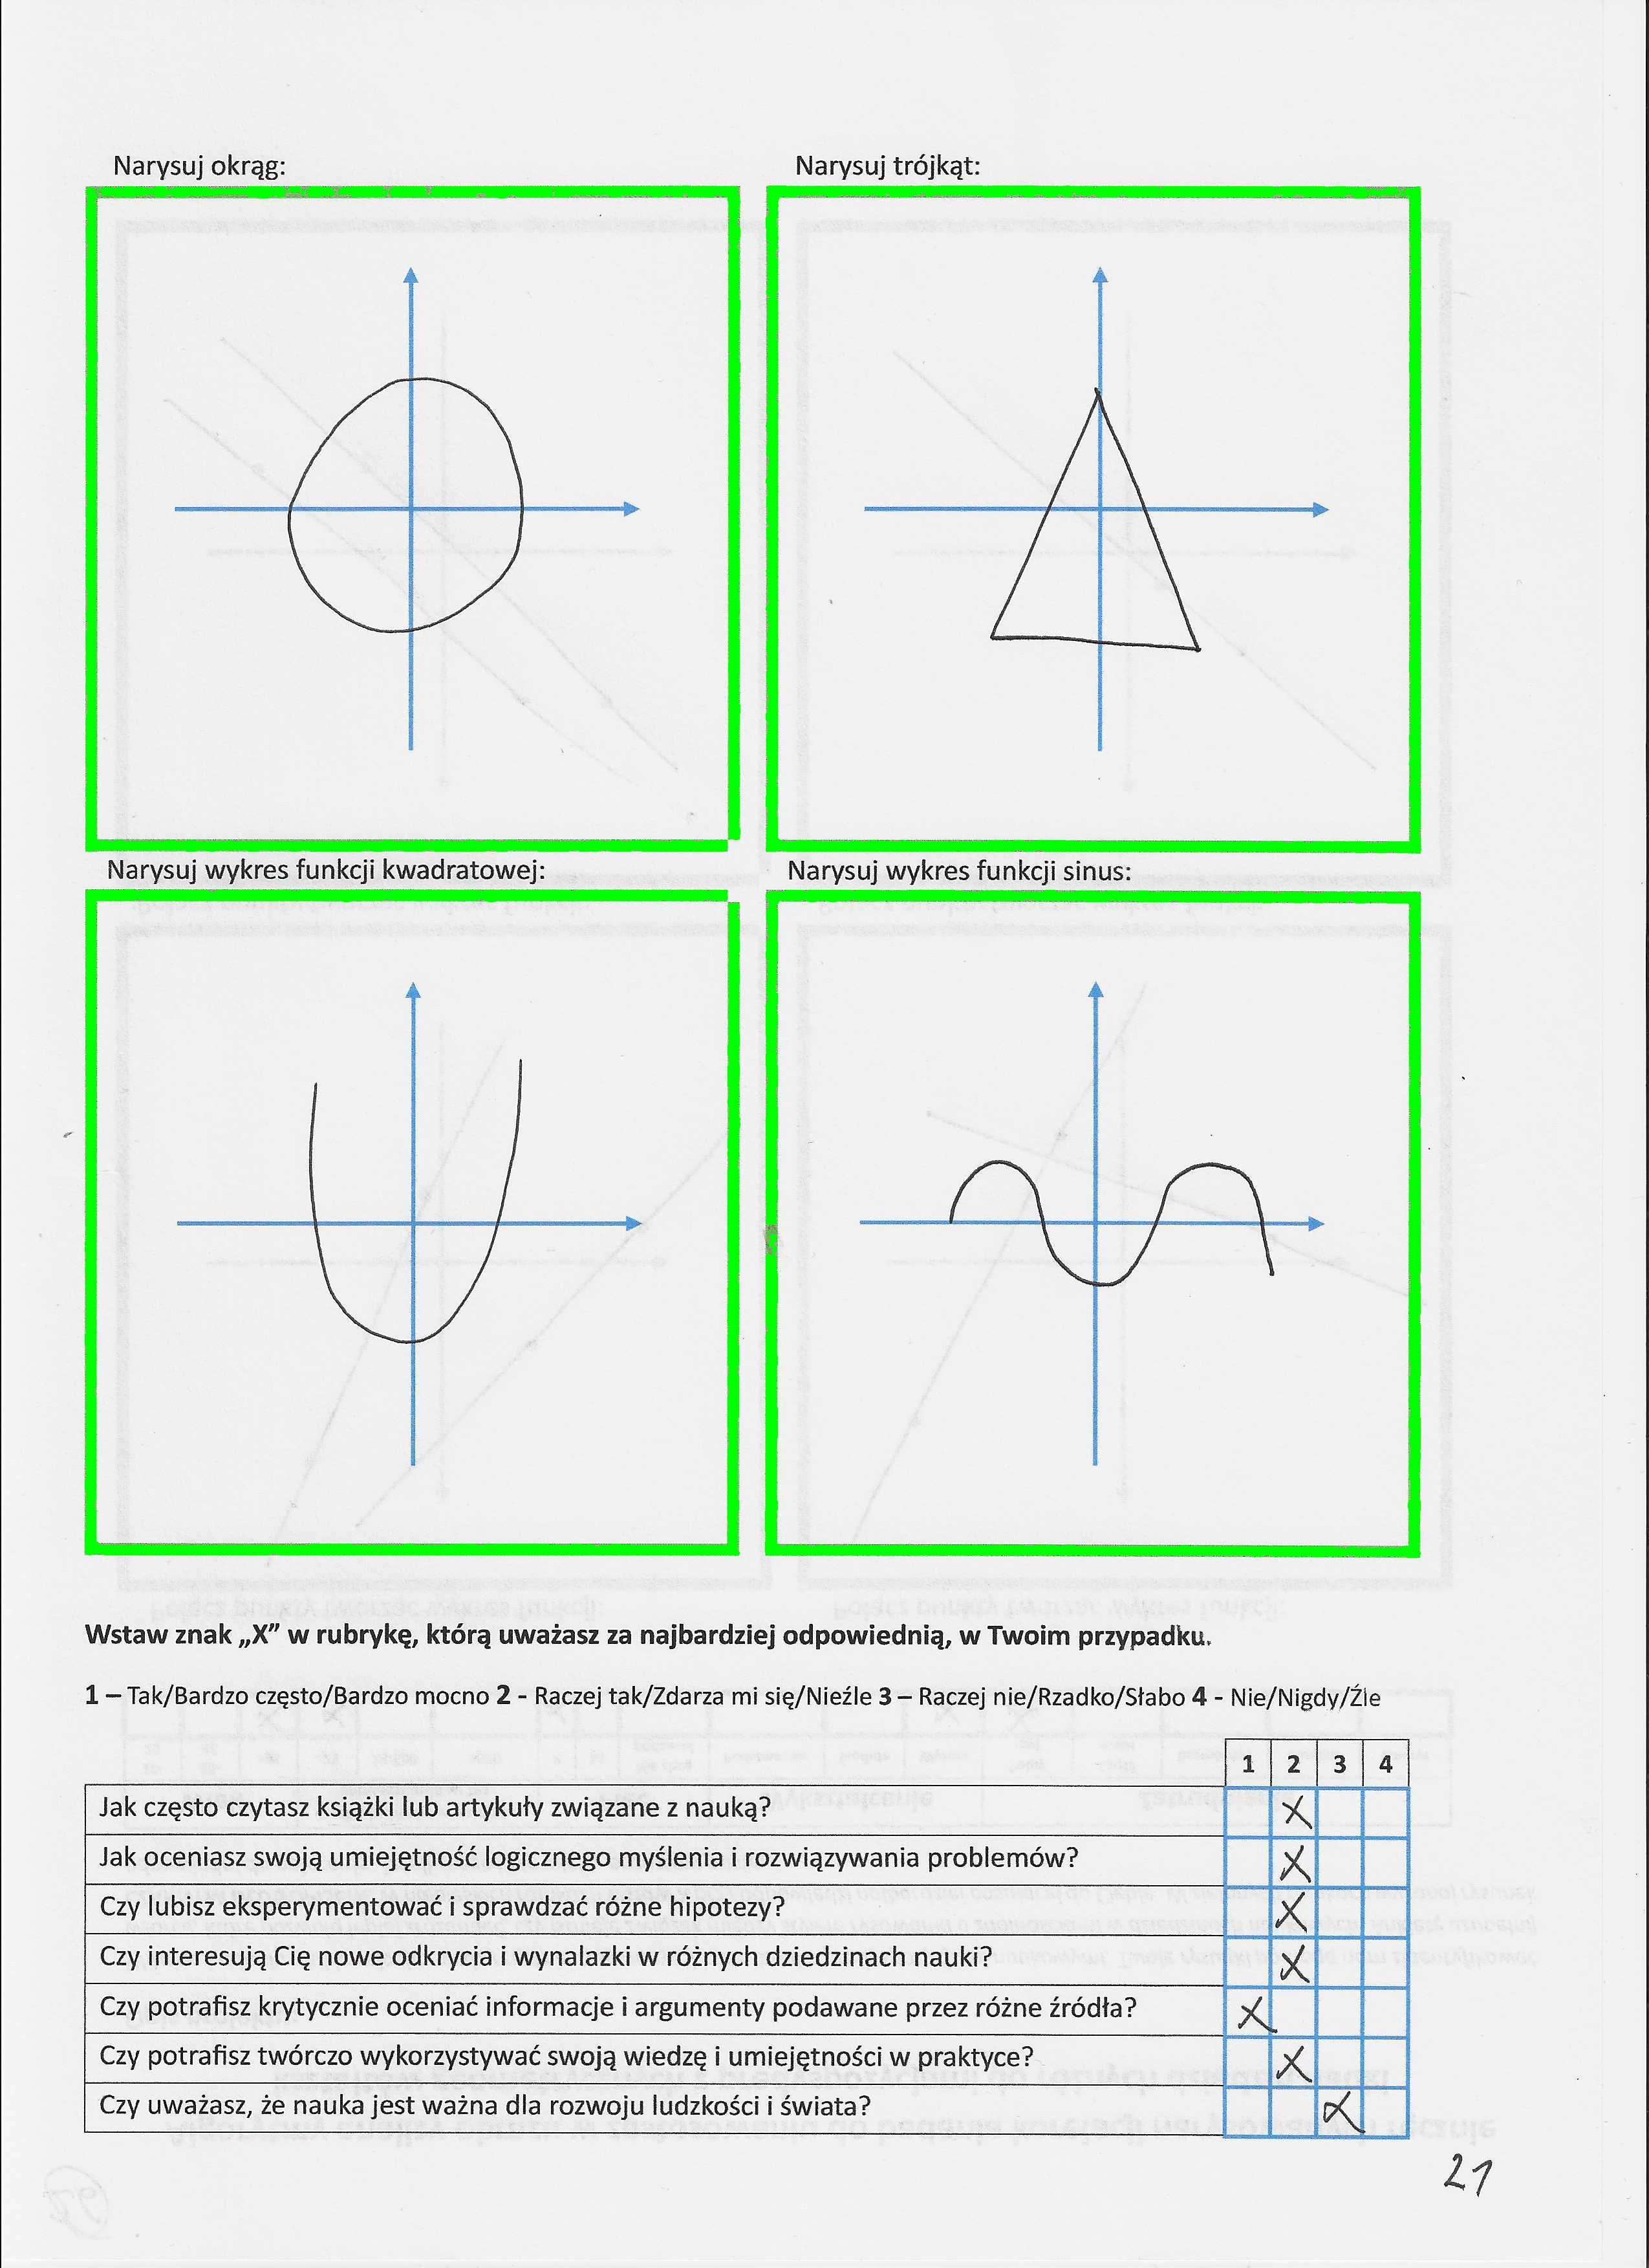 Narysuj okrąg:
Narysuj trójkąt:
Narysuj wykres funkcji kwadratowej:
Narysuj wykres funkcji sinus:
Wstaw znak „X” w rubrykę, którą uważasz za najbardziej odpowiednią, w Twoim przypadku.
1 – Tak/Bardzo często/Bardzo mocno 2 - Raczej tak/Zdarza mi się/Nieźle 3 – Raczej nie/Rzadko/Słabo 4 - Nie/Nigdy/Źle
1 2 3 4
Jak często czytasz książki lub artykuły związane z nauką? X
Jak oceniasz swoją umiejętność logicznego myślenia i rozwiązywania problemów? X
Czy lubisz eksperymentować i sprawdzać różne hipotezy? X
Czy interesują Cię nowe odkrycia i wynalazki w różnych dziedzinach nauki? X
Czy potrafisz krytycznie oceniać informacje i argumenty podawane przez różne źródła? X
Czy potrafisz twórczo wykorzystywać swoją wiedzę i umiejętności w praktyce? X
Czy uważasz, że nauka jest ważna dla rozwoju ludzkości i świata? X
21